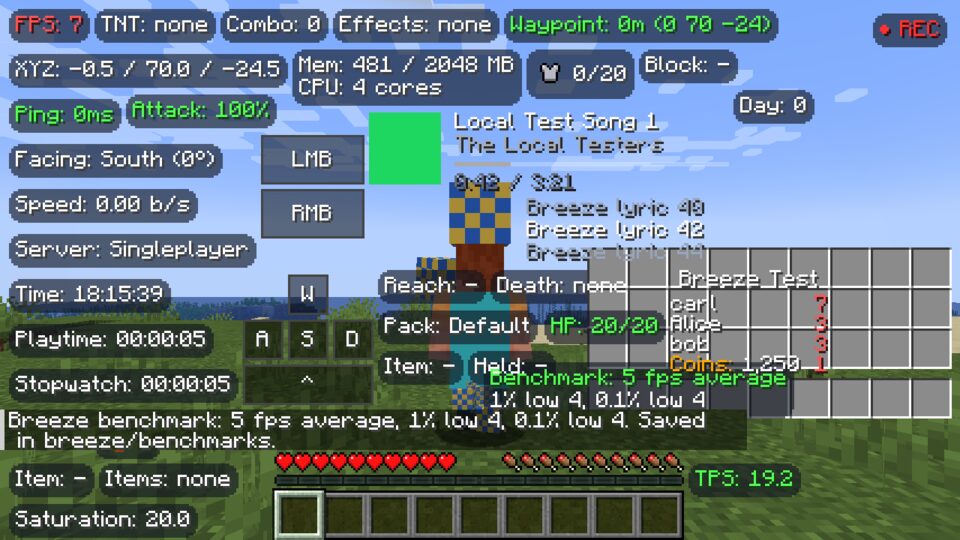 FPS: 7
TNT: none
Combo: 0
Effects: none
Waypoint: 0m (0 70 -24)
REC
XYZ: -0.5 / 70.0 / -24.5
Mem: 481 / 2048 MB
CPU: 4 cores
0/20
Block: -
Day: 0
Ping: 0ms
Attack: 100%
Local Test Song 1
The Local Testers
0:42 / 3:21
Facing: South (0°)
LMB
RMB
Speed: 0.00 b/s
Breeze lyric 40
Breeze lyric 42
Breeze lyric 44
Server: Singleplayer
Time: 18:15:39
W
Reach: -
Death: none
Breeze Test
carl 7
Alice 3
bob 3
Coins: 1,250 1
Playtime: 00:00:05
A
S
D
Pack: Default
HP: 20/20
Item: -
Held: -
Stopwatch: 00:00:05
^
Benchmark: 5 fps average
1% low 4, 0.1% low 4
Breeze benchmark: 5 fps average, 1% low 4, 0.1% low 4. Saved
in breeze/benchmarks.
Item: -
Items: none
TPS: 19.2
Saturation: 20.0